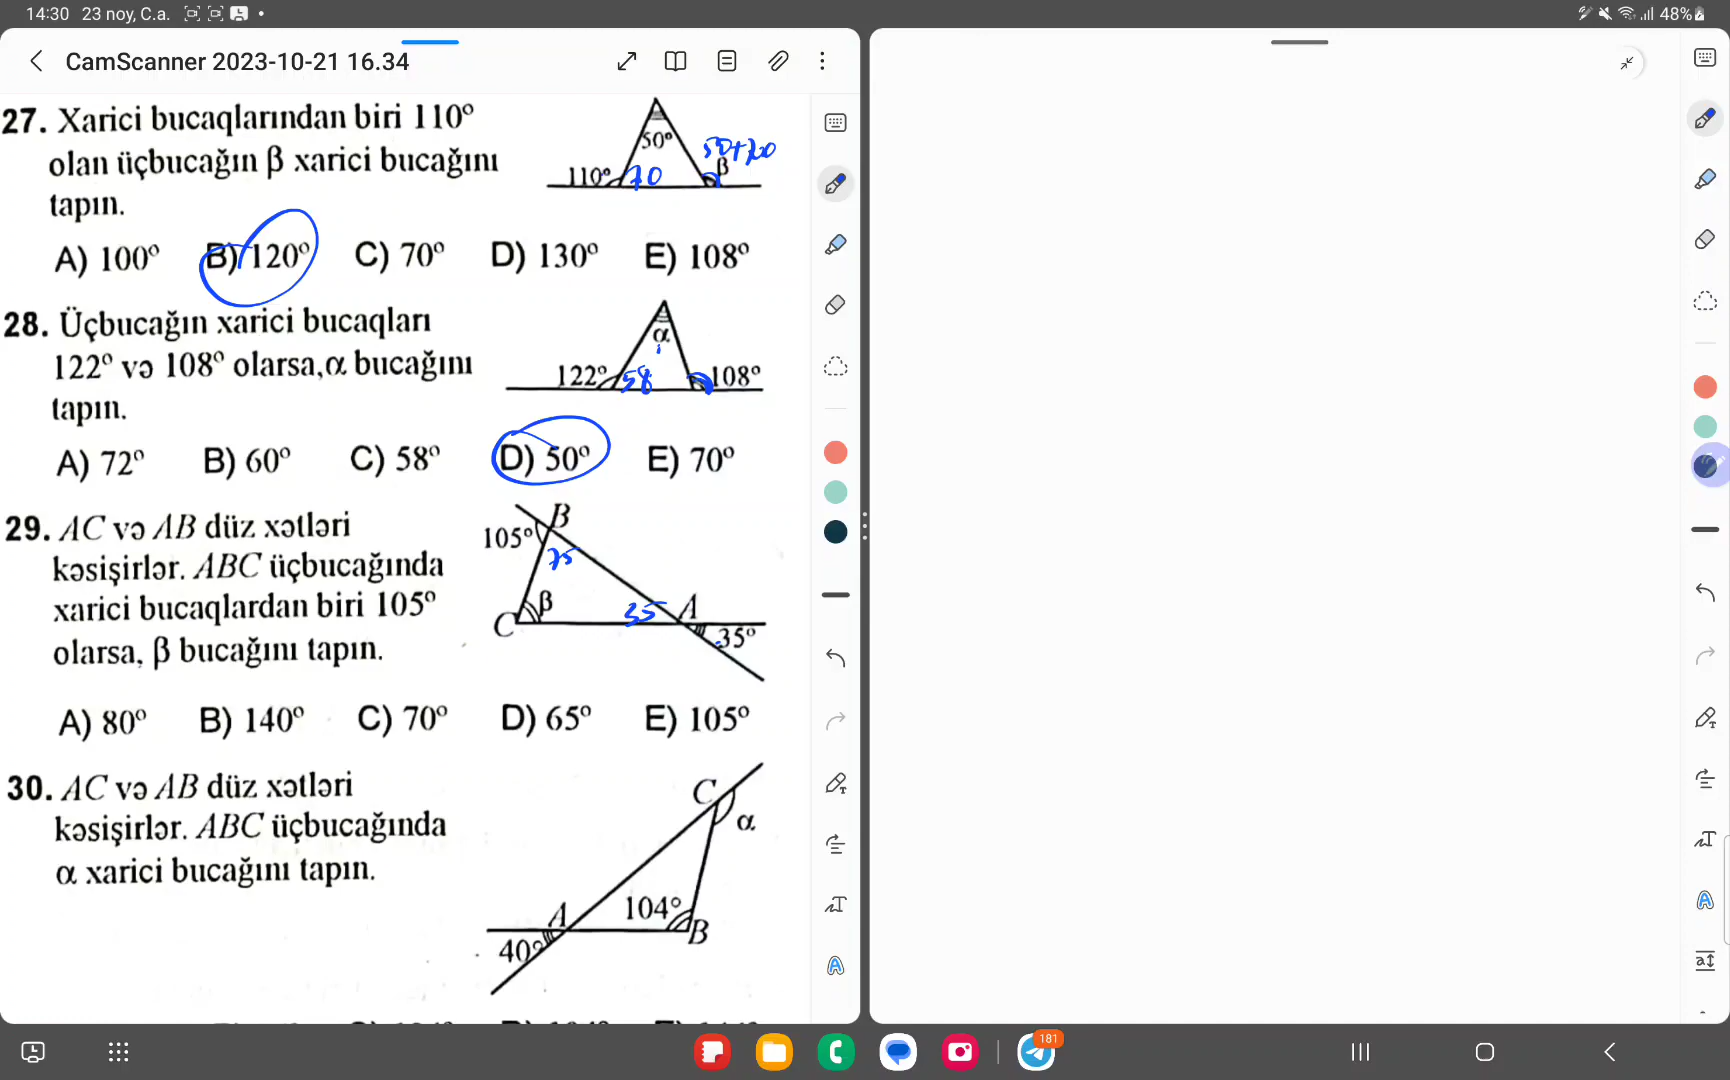 14:30 23 noy, C.a.
48%
CamScanner 2023-10-21 16.34
27. Xarici bucaqlarından biri 110°
olan üçbucağın β xarici bucağını
tapın.
50°
50+70
110°
70
β
A) 100° B) 120° C) 70° D) 130° E) 108°
28. Üçbucağın xarici bucaqları
122° və 108° olarsa,α bucağını
tapın.
α
122°
58
108°
A) 72° B) 60° C) 58° D) 50° E) 70°
29. AC və AB düz xətləri
kəsişirlər. ABC üçbucağında
xarici bucaqlardan biri 105°
olarsa, β bucağını tapın.
B
105°
75
β
C
35
A
35°
A) 80° B) 140° C) 70° D) 65° E) 105°
30. AC və AB düz xətləri
kəsişirlər. ABC üçbucağında
α xarici bucağını tapın.
C
α
A
104°
B
40°
181